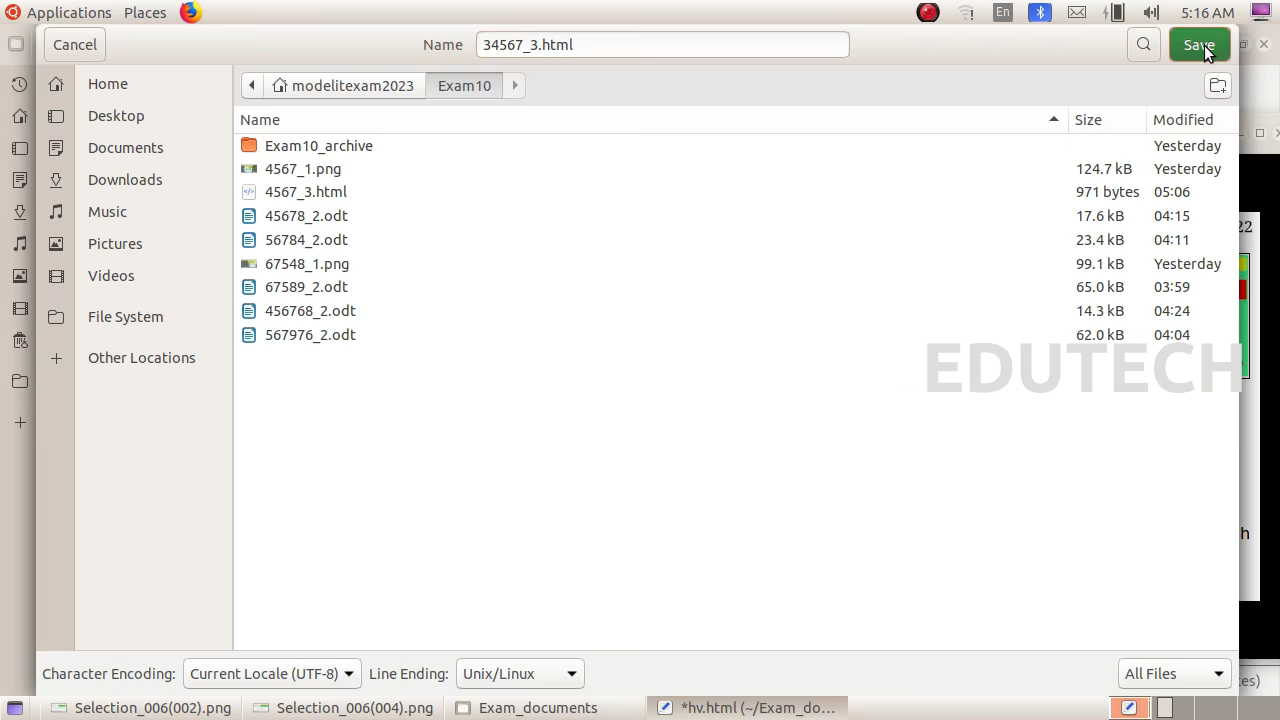 Applications Places En 5:16 AM
Cancel Name 34567_3.html Save
modelitexam2023 Exam10
Home
Desktop
Documents
Downloads
Music
Pictures
Videos
File System
Other Locations
Name Size Modified
Exam10_archive Yesterday
4567_1.png 124.7 kB Yesterday
4567_3.html 971 bytes 05:06
45678_2.odt 17.6 kB 04:15
56784_2.odt 23.4 kB 04:11
67548_1.png 99.1 kB Yesterday
67589_2.odt 65.0 kB 03:59
456768_2.odt 14.3 kB 04:24
567976_2.odt 62.0 kB 04:04
22
EDUTECH
h
Character Encoding: Current Locale (UTF-8) Line Ending: Unix/Linux All Files
es)
Selection_006(002).png Selection_006(004).png Exam_documents *hv.html (~/Exam_do...